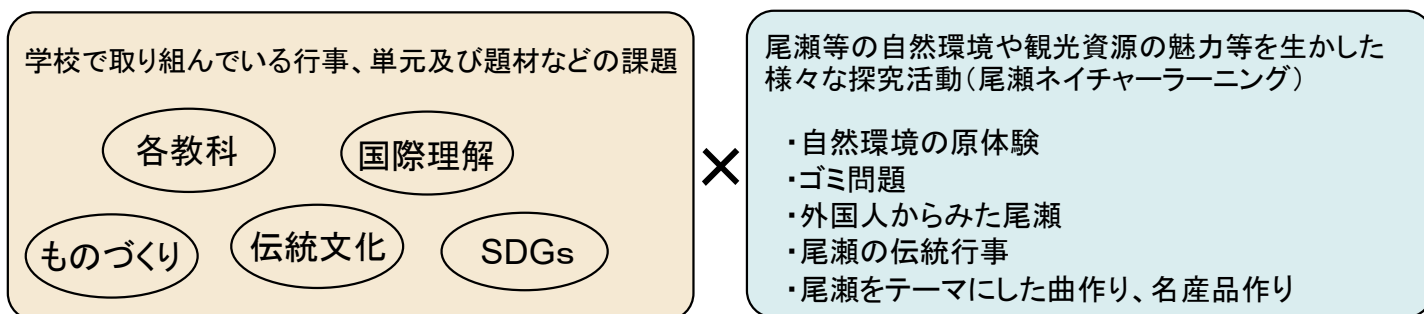 学校で取り組んでいる行事、単元及び題材などの課題
各教科
国際理解
ものづくり
伝統文化
SDGs
×
尾瀬等の自然環境や観光資源の魅力等を生かした
様々な探究活動(尾瀬ネイチャーラーニング)
・自然環境の原体験
・ゴミ問題
・外国人からみた尾瀬
・尾瀬の伝統行事
・尾瀬をテーマにした曲作り、名産品作り